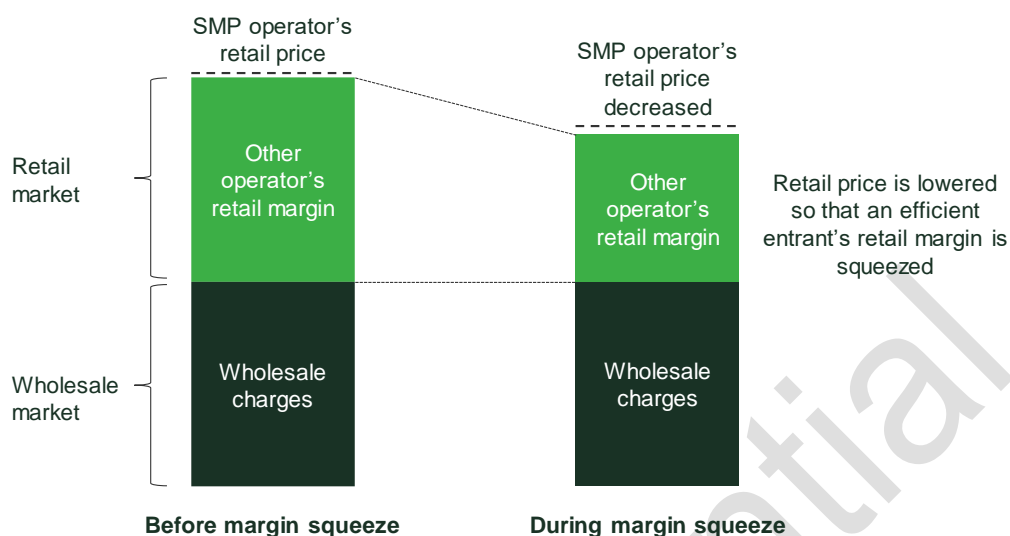 SMP operator's
retail price
SMP operator's
retail price
decreased
Retail
market
Other
operator's
retail margin
Other
operator's
retail margin
Retail price is lowered
so that an efficient
entrant's retail margin is
squeezed
Wholesale
market
Wholesale
charges
Wholesale
charges
Before margin squeeze
During margin squeeze